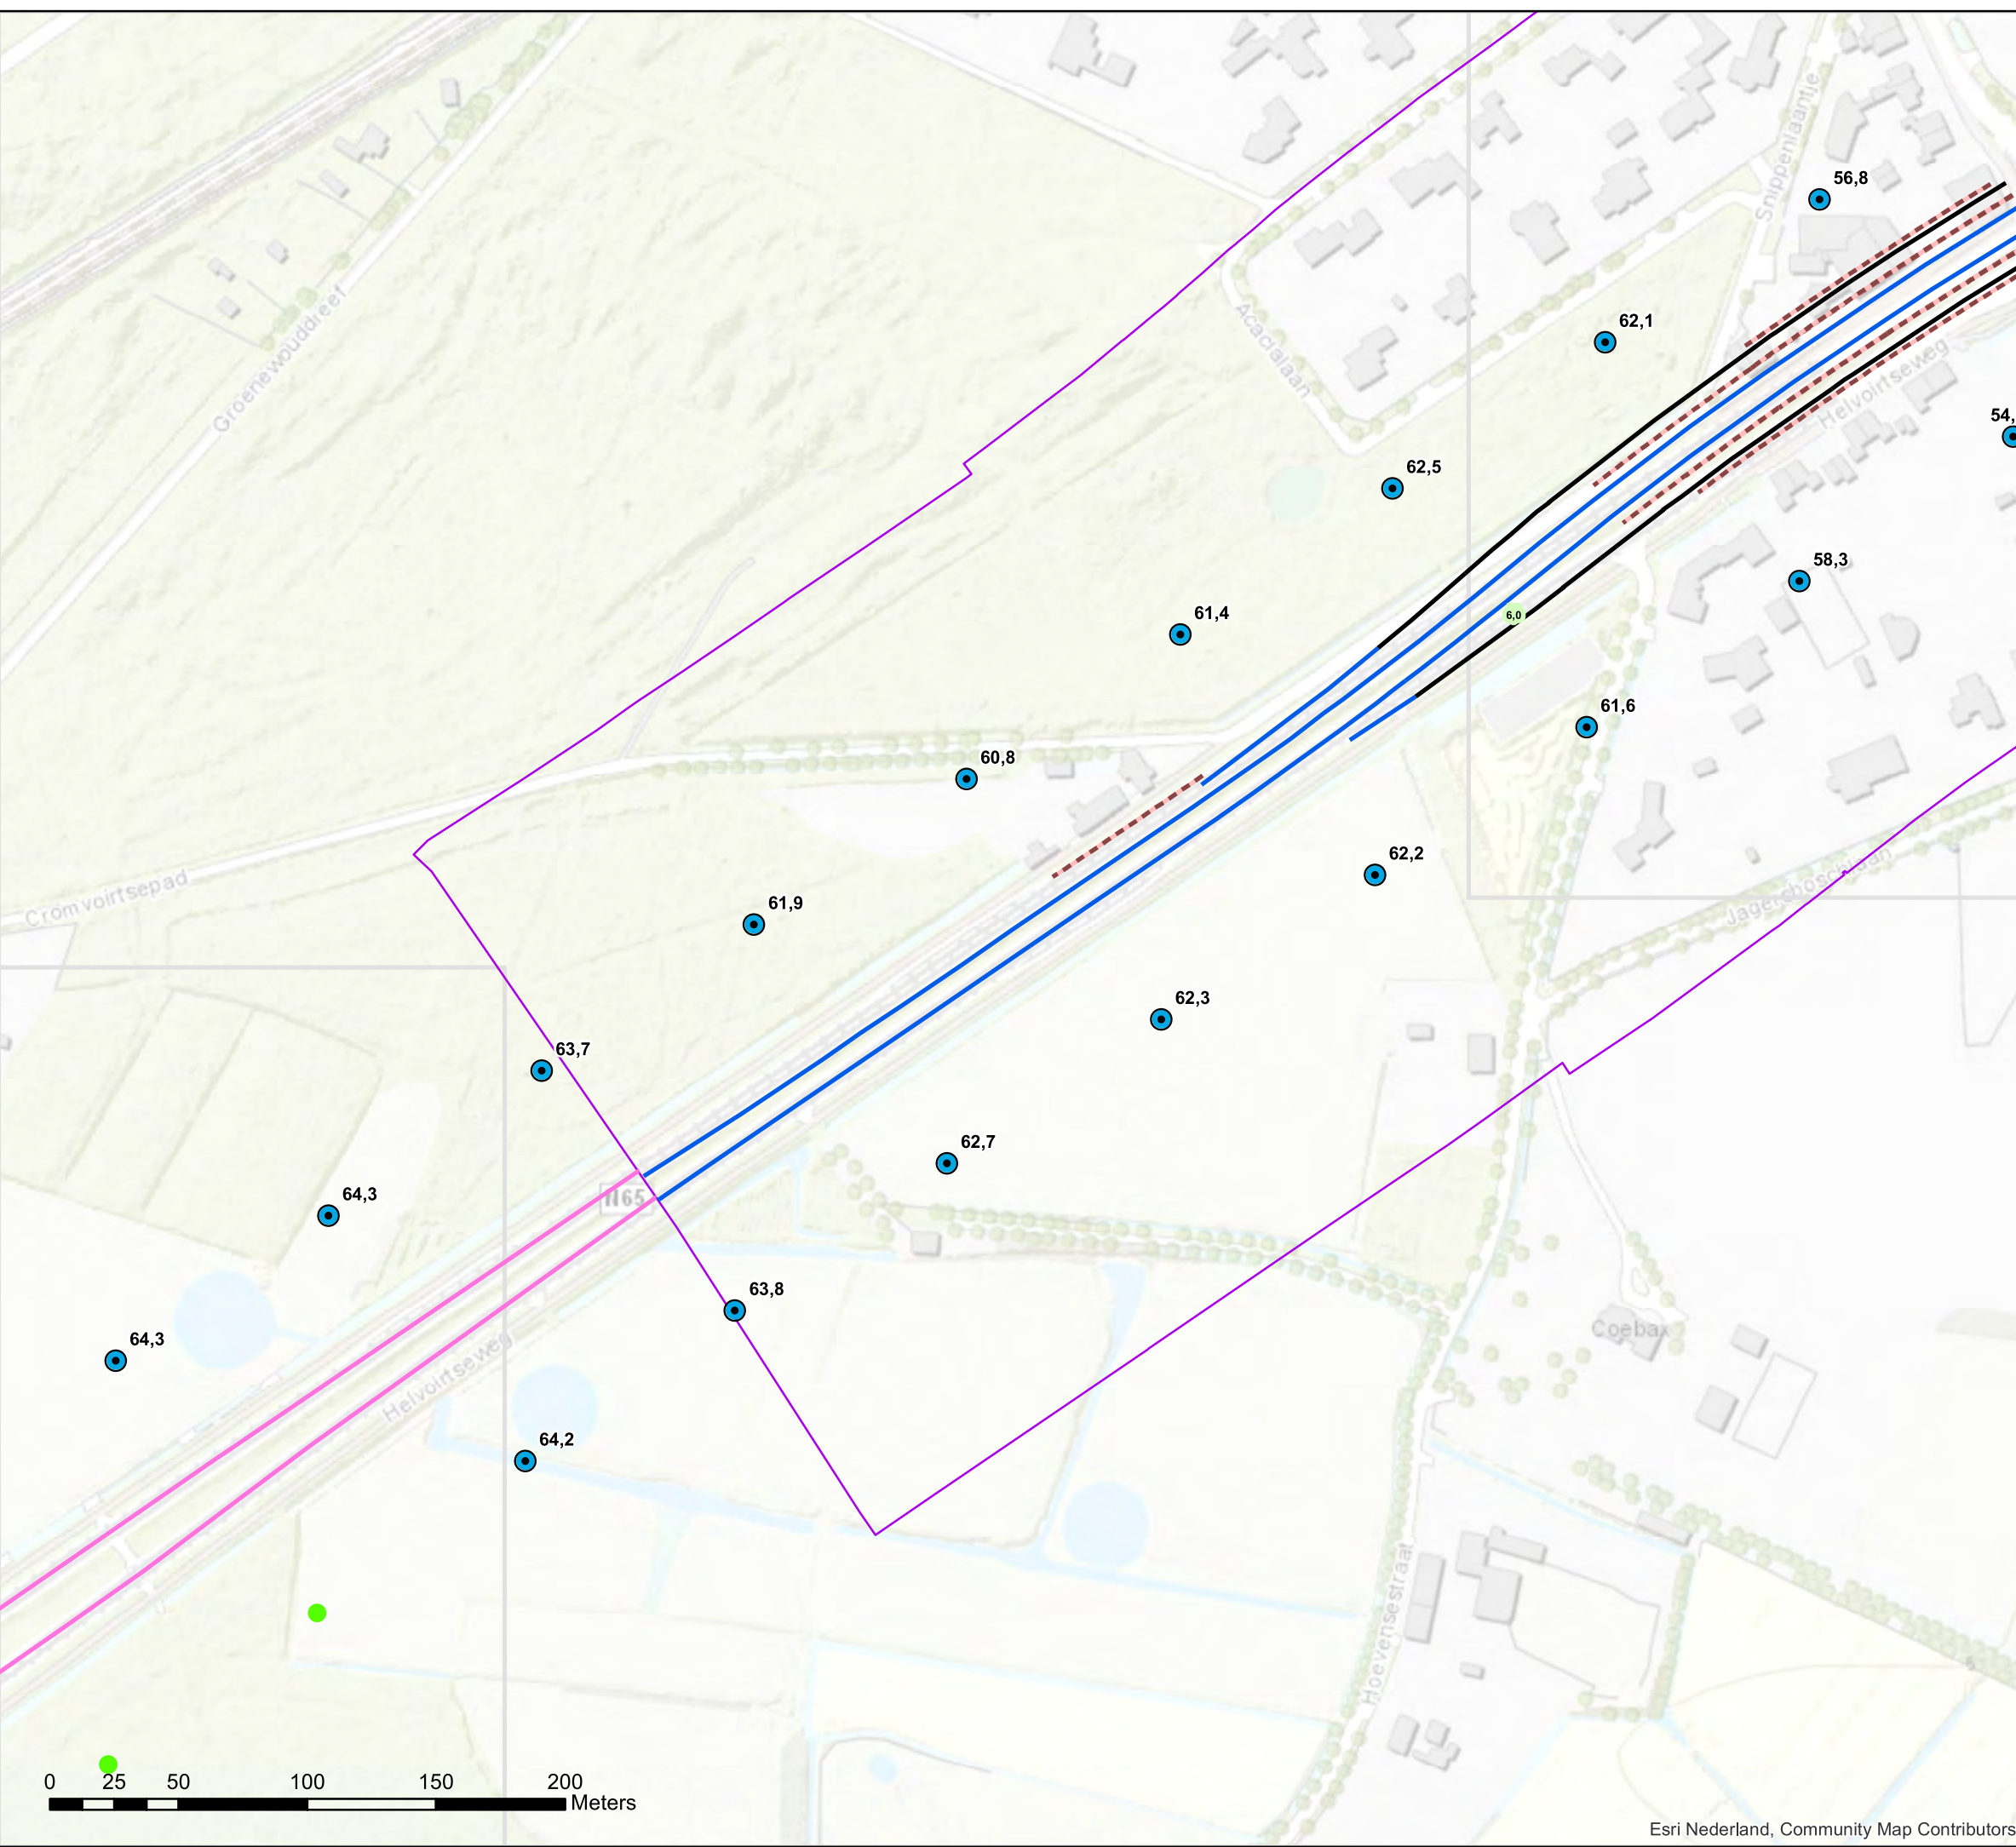 Snippenlaantje
56,8
Groenewouddreef
62,1
Acacialaan
Helvoirtseweg
54,
62,5
58,3
6,0
61,4
61,6
60,8
62,2
Jagersboschlaan
Cromvoirtsepad
61,9
62,3
63,7
62,7
64,3
N65
63,8
Coebax
64,3
Helvoirtseweg
64,2
Hoevensestraat
0 25 50 100 150 200
Meters
Esri Nederland, Community Map Contributors